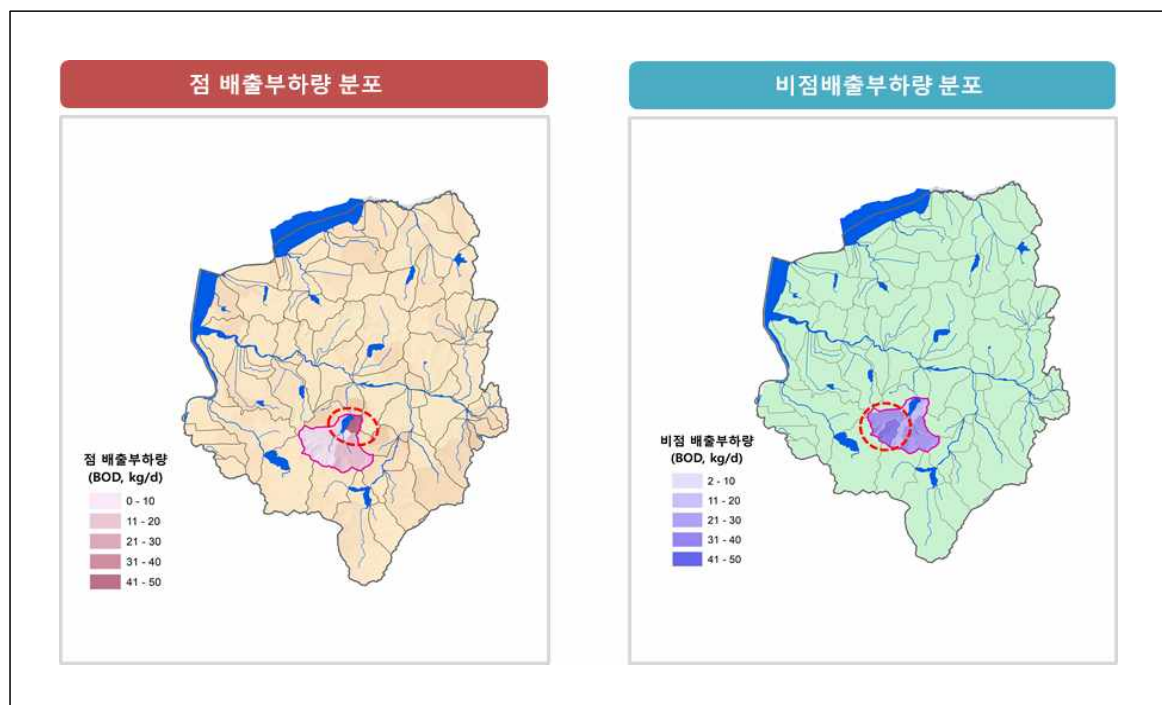 점 배출부하량 분포
비점배출부하량 분포
점 배출부하량
(BOD, kg/d)
0 - 10
11 - 20
21 - 30
31 - 40
41 - 50
비점 배출부하량
(BOD, kg/d)
2 - 10
11 - 20
21 - 30
31 - 40
41 - 50